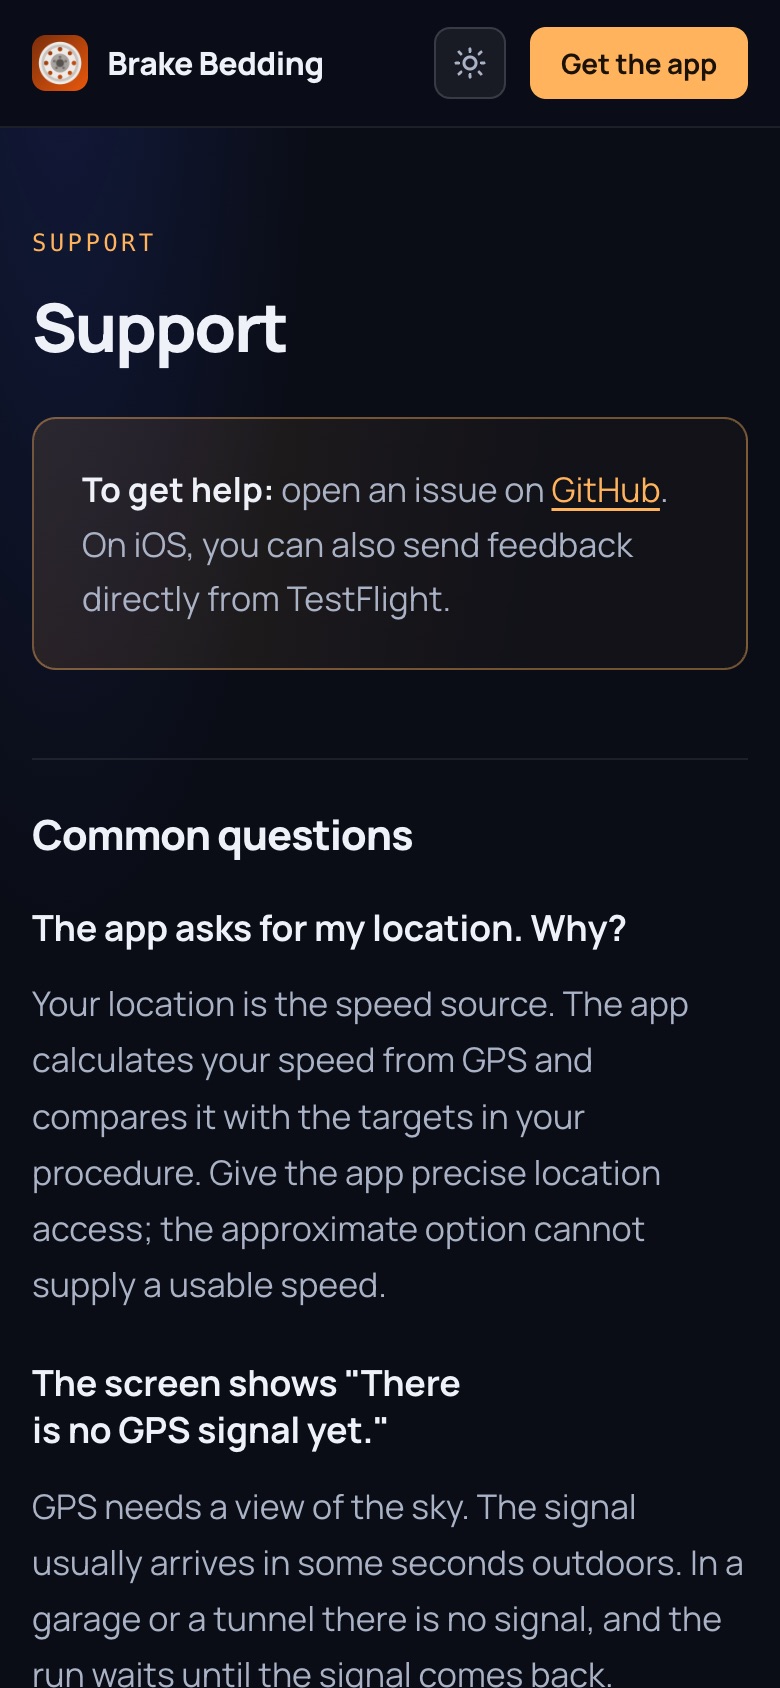 Brake Bedding
Get the app
SUPPORT
Support
To get help: open an issue on GitHub.
On iOS, you can also send feedback
directly from TestFlight.
Common questions
The app asks for my location. Why?
Your location is the speed source. The app
calculates your speed from GPS and
compares it with the targets in your
procedure. Give the app precise location
access; the approximate option cannot
supply a usable speed.
The screen shows "There
is no GPS signal yet."
GPS needs a view of the sky. The signal
usually arrives in some seconds outdoors. In a
garage or a tunnel there is no signal, and the
run waits until the signal comes back.